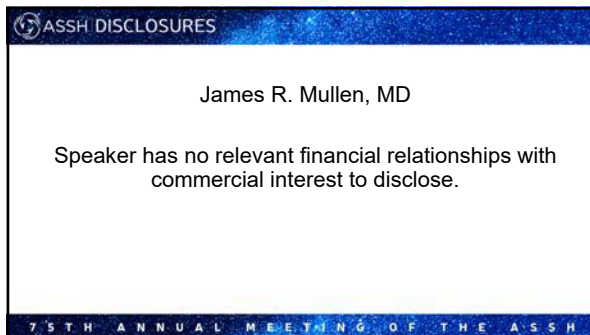 ASSH DISCLOSURES
James R. Mullen, MD
Speaker has no relevant financial relationships with
commercial interest to disclose.
75TH ANNUAL MEETING OF THE ASSH